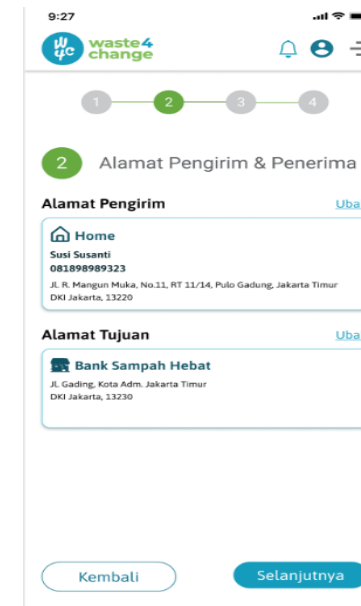 9:27
waste4
change
1
2
3
4
2 Alamat Pengirim & Penerima
Alamat Pengirim Uba
Home
Susi Susanti
081898989323
JL. R. Mangun Muka, No.11, RT 11/14, Pulo Gadung, Jakarta Timur
DKI Jakarta, 13220
Alamat Tujuan Uba
Bank Sampah Hebat
JL Gading, Kota Adm. Jakarta Timur
DKI Jakarta, 13230
Kembali Selanjutnya